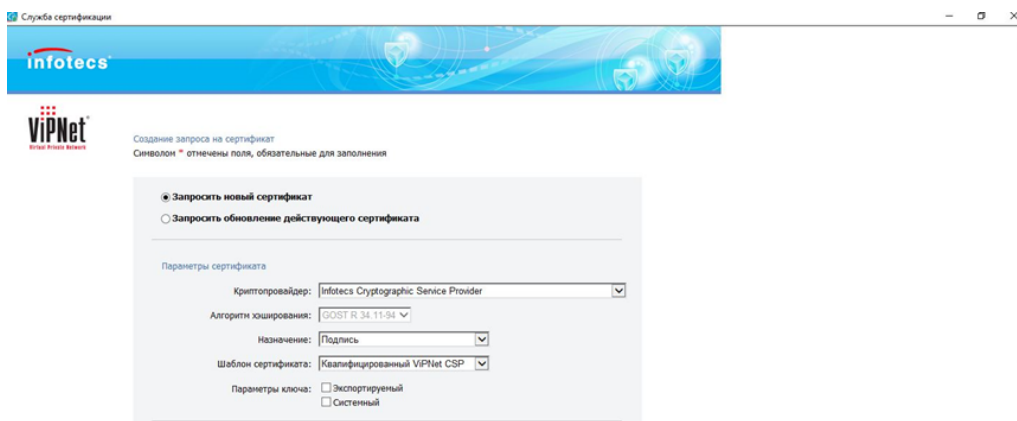 Служба сертификации
infotecs
ViPNet
Virtual Private Network
Создание запроса на сертификат
Символом * отмечены поля, обязательные для заполнения
Запросить новый сертификат
Запросить обновление действующего сертификата
Параметры сертификата
Криптопровайдер: Infotecs Cryptographic Service Provider
Алгоритм хэширования: GOST R 34.11-94
Назначение: Подпись
Шаблон сертификата: Квалифицированный ViPNet CSP
Параметры ключа: Экспортируемый
Системный